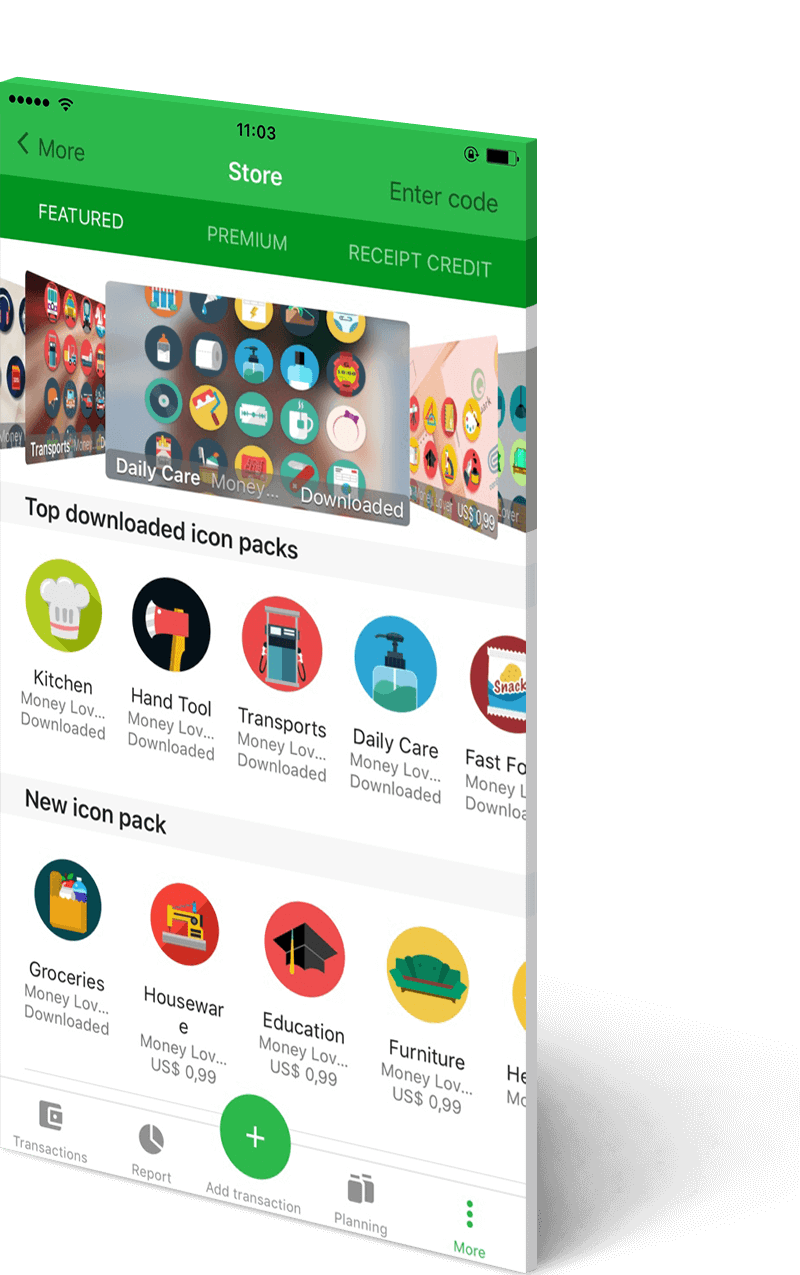 11:03
More
Store
Enter code
FEATURED
PREMIUM
RECEIPT CREDIT
Money
Transports Money...
Daily Care Money... Downloaded
Lover US$ 0,99
over
Top downloaded icon packs
Kitchen
Money Lov...
Downloaded
Hand Tool
Money Lov...
Downloaded
Transports
Money Lov...
Downloaded
Daily Care
Money Lov...
Downloaded
Snack
Fast Fo
Money L
Downloa
New icon pack
Groceries
Money Lov...
Downloaded
Housewar
e
Money Lov...
US$ 0,99
Education
Money Lov...
US$ 0,99
Furniture
Money Lov...
US$ 0,99
He
Mo
Transactions
Report
Add transaction
Planning
More